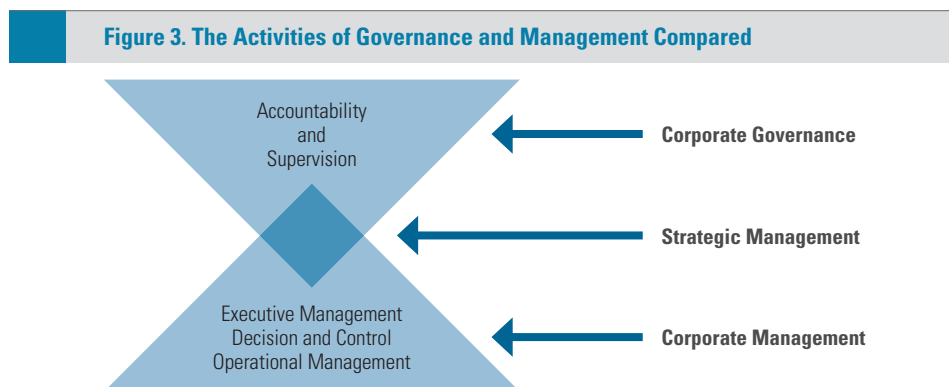 Figure 3. The Activities of Governance and Management Compared
Accountability
and
Supervision
Corporate Governance
Strategic Management
Executive Management
Decision and Control
Operational Management
Corporate Management